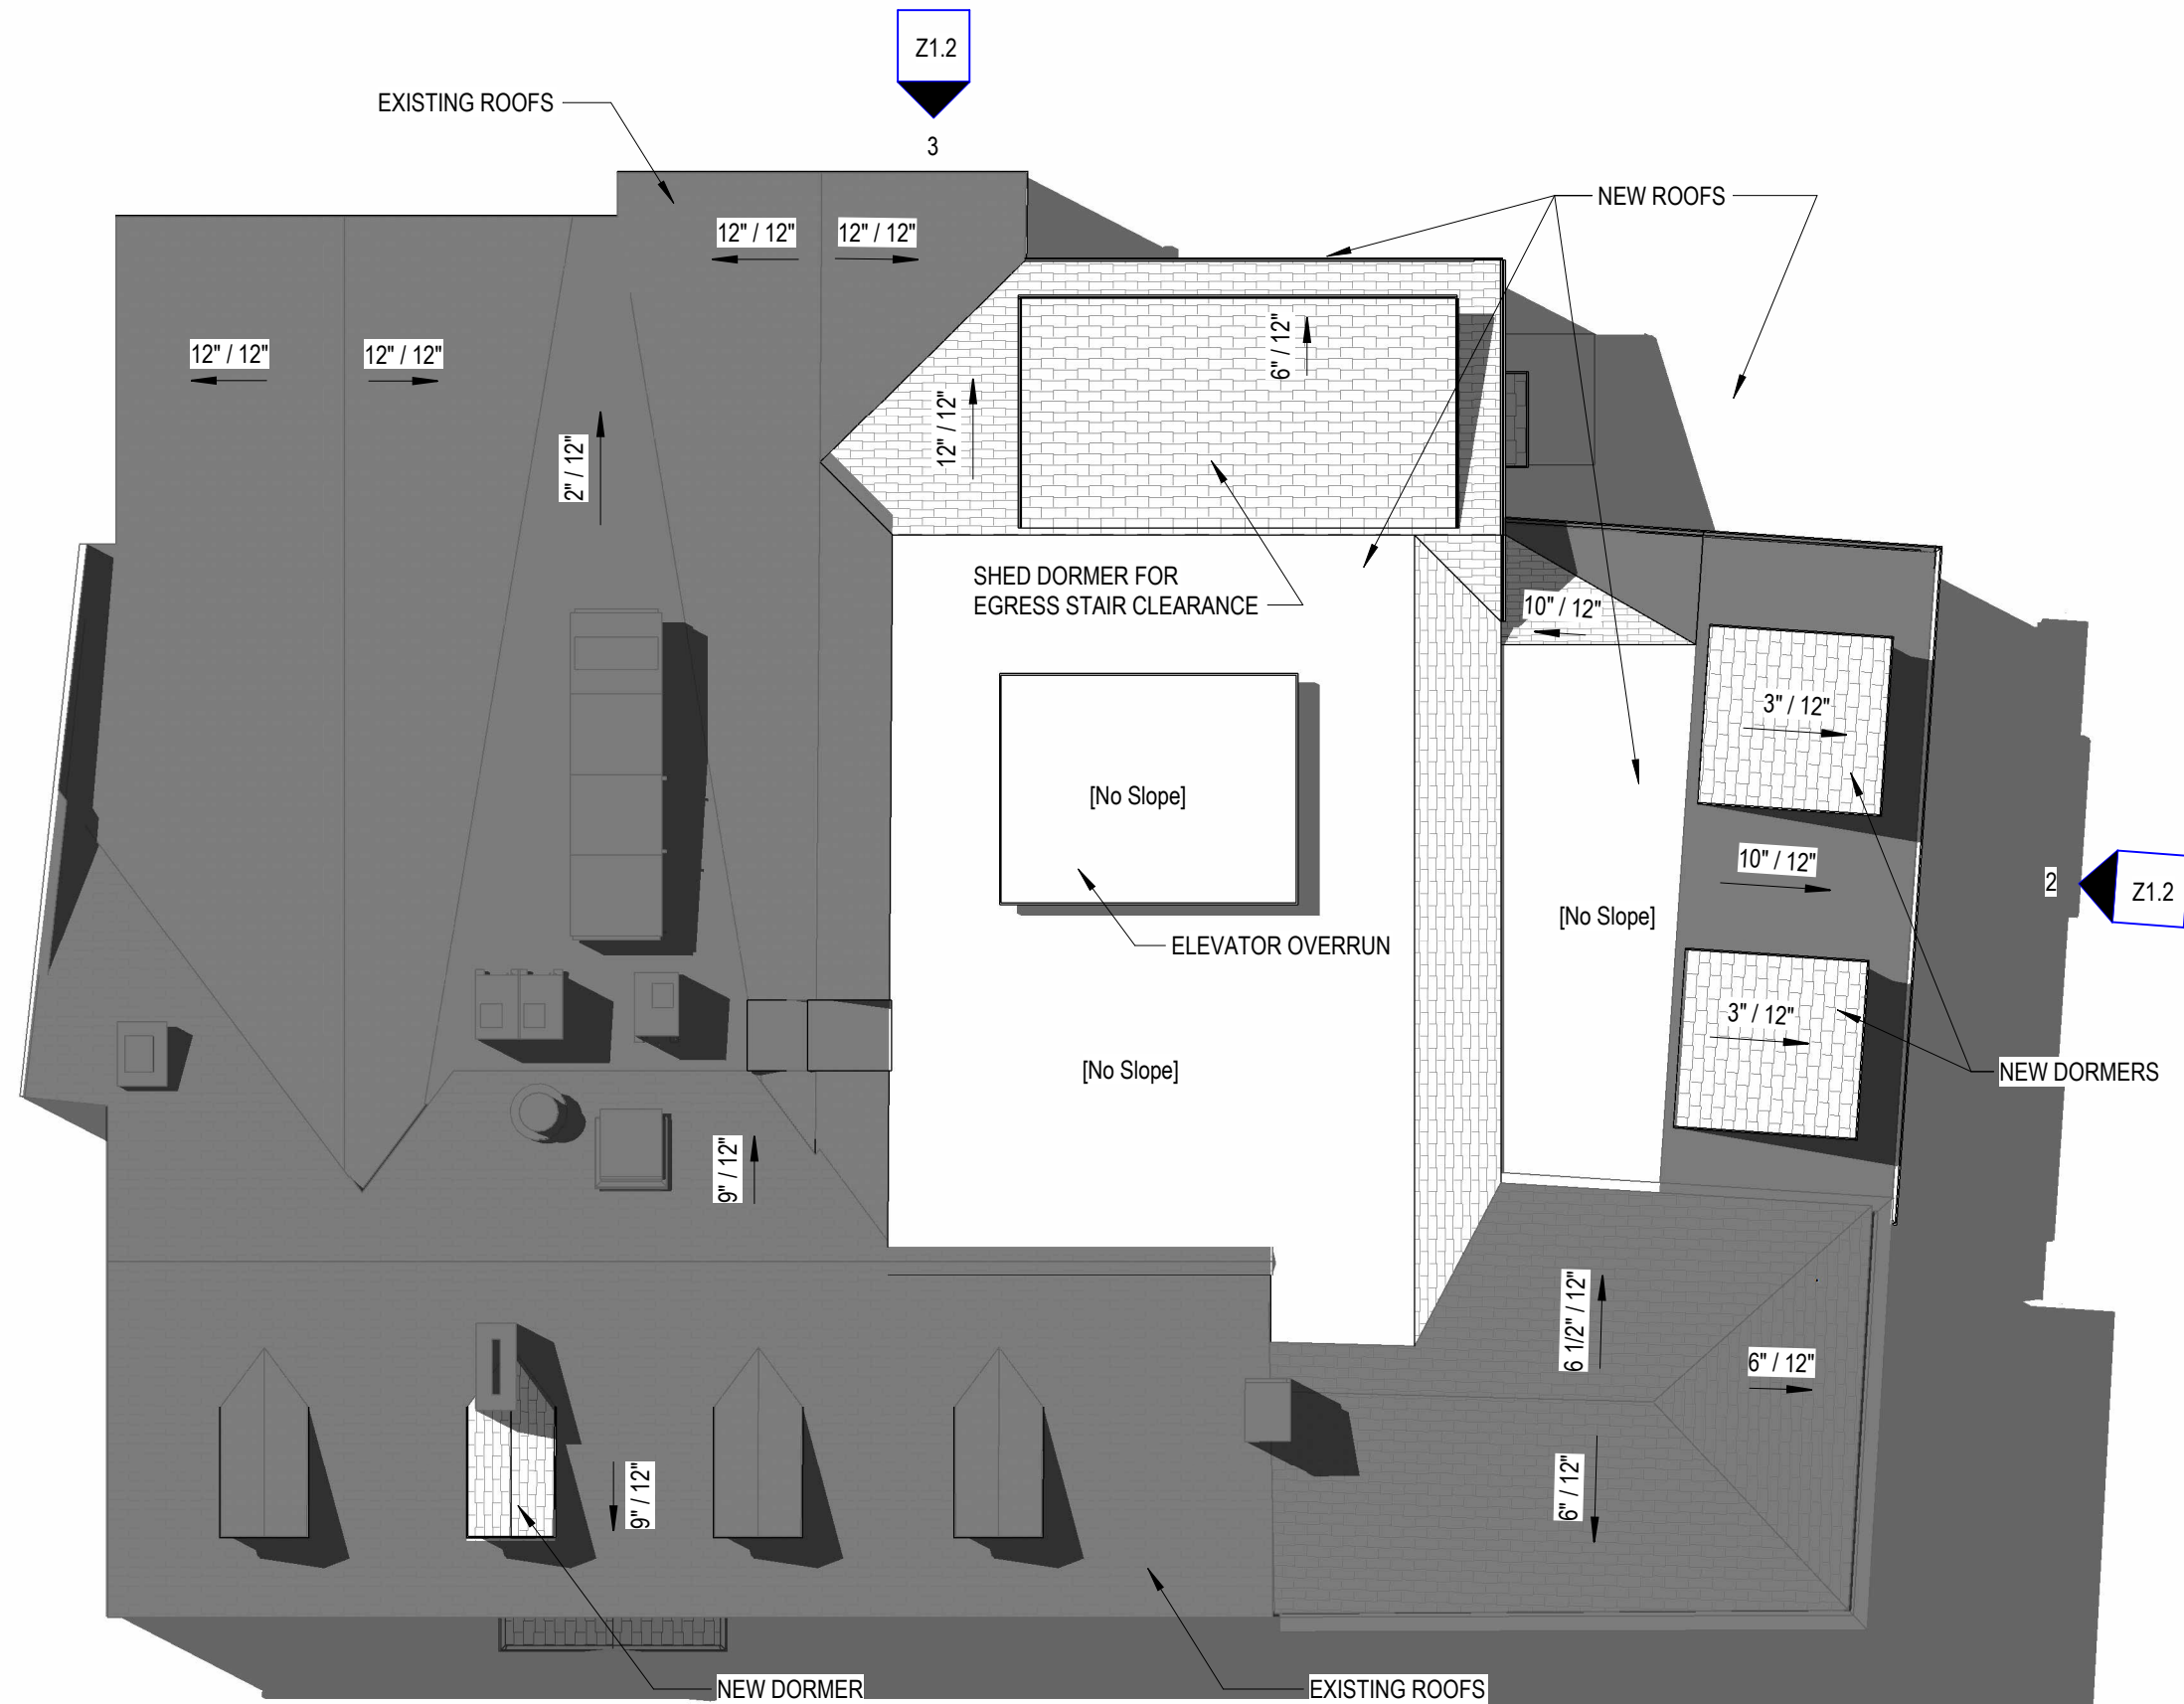 Z1.2
EXISTING ROOFS
3
NEW ROOFS
12" / 12"
12" / 12"
12" / 12"
12" / 12"
6" / 12"
12" / 12"
2" / 12"
SHED DORMER FOR
EGRESS STAIR CLEARANCE
10" / 12"
3" / 12"
[No Slope]
10" / 12"
2
Z1.2
[No Slope]
ELEVATOR OVERRUN
3" / 12"
[No Slope]
NEW DORMERS
9" / 12"
6 1/2" / 12"
6" / 12"
9" / 12"
6" / 12"
NEW DORMER
EXISTING ROOFS